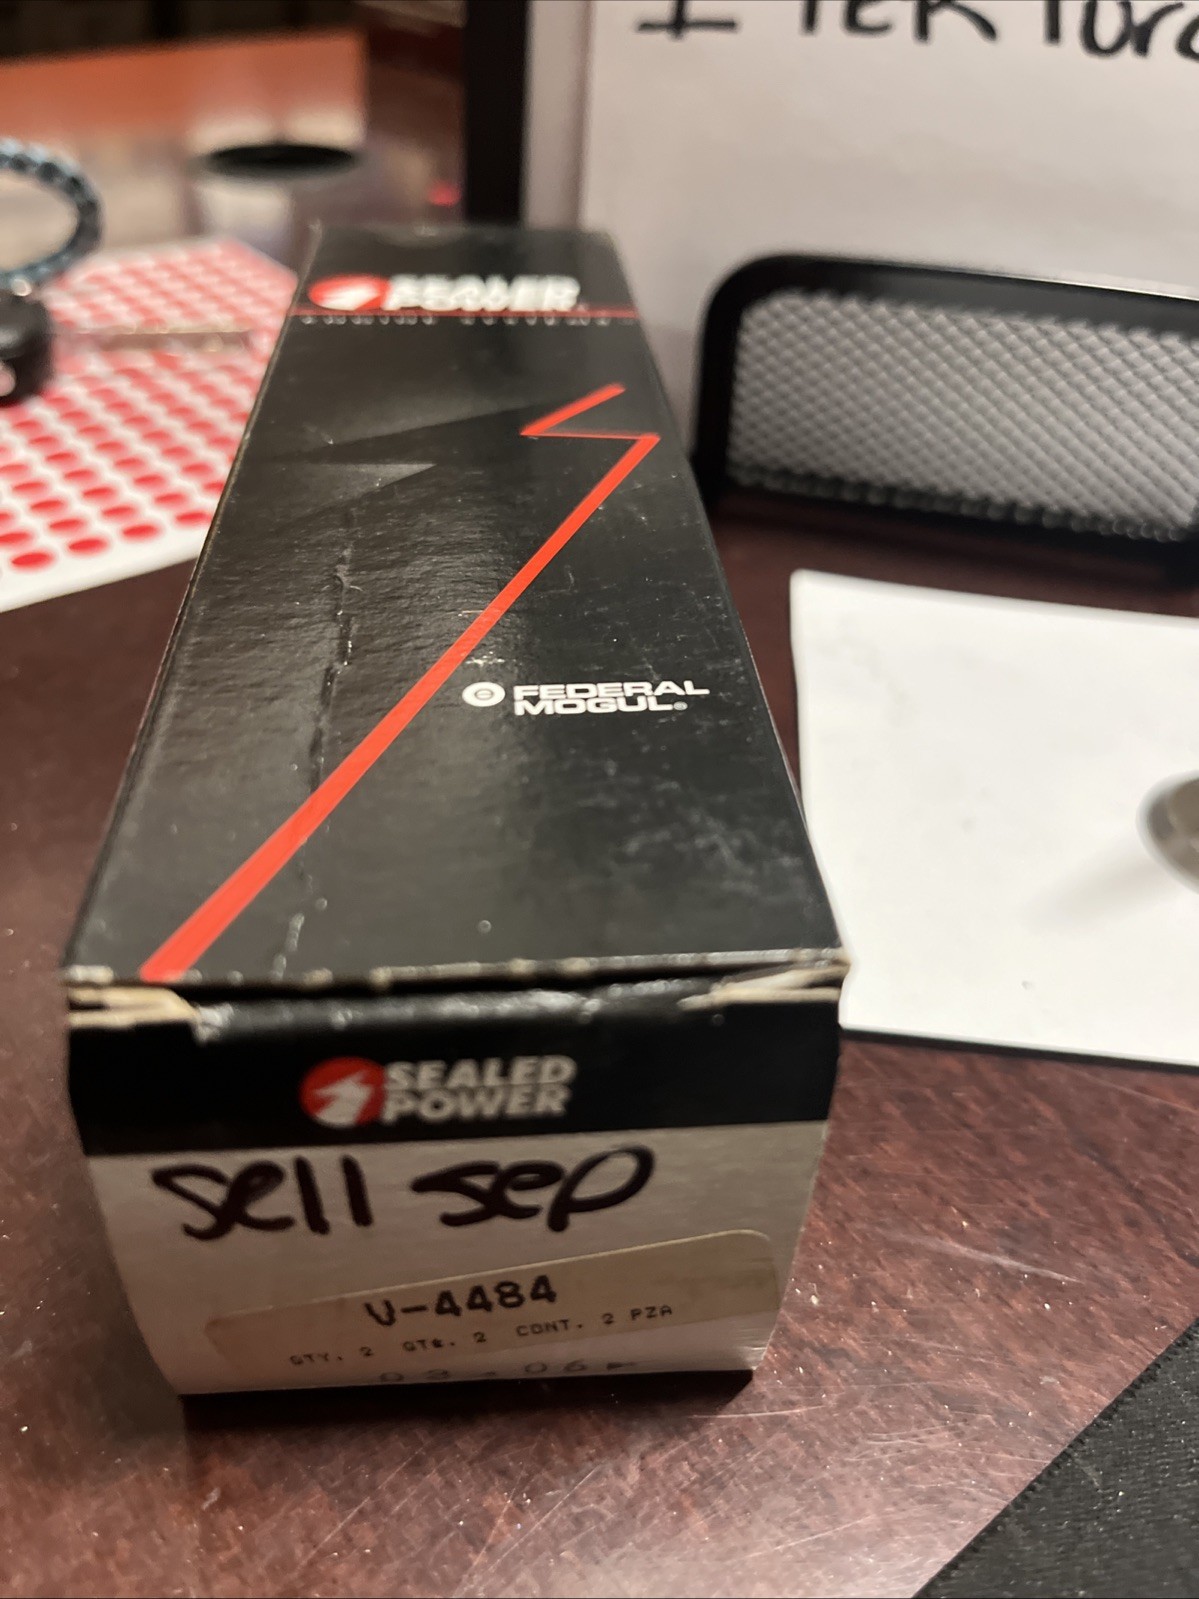 SEALED
POWER
FEDERAL
MOGUL®
SEALED
POWER
sell sep
V-4484
QTY. 2 QTE. 2 CONT. 2 PZA